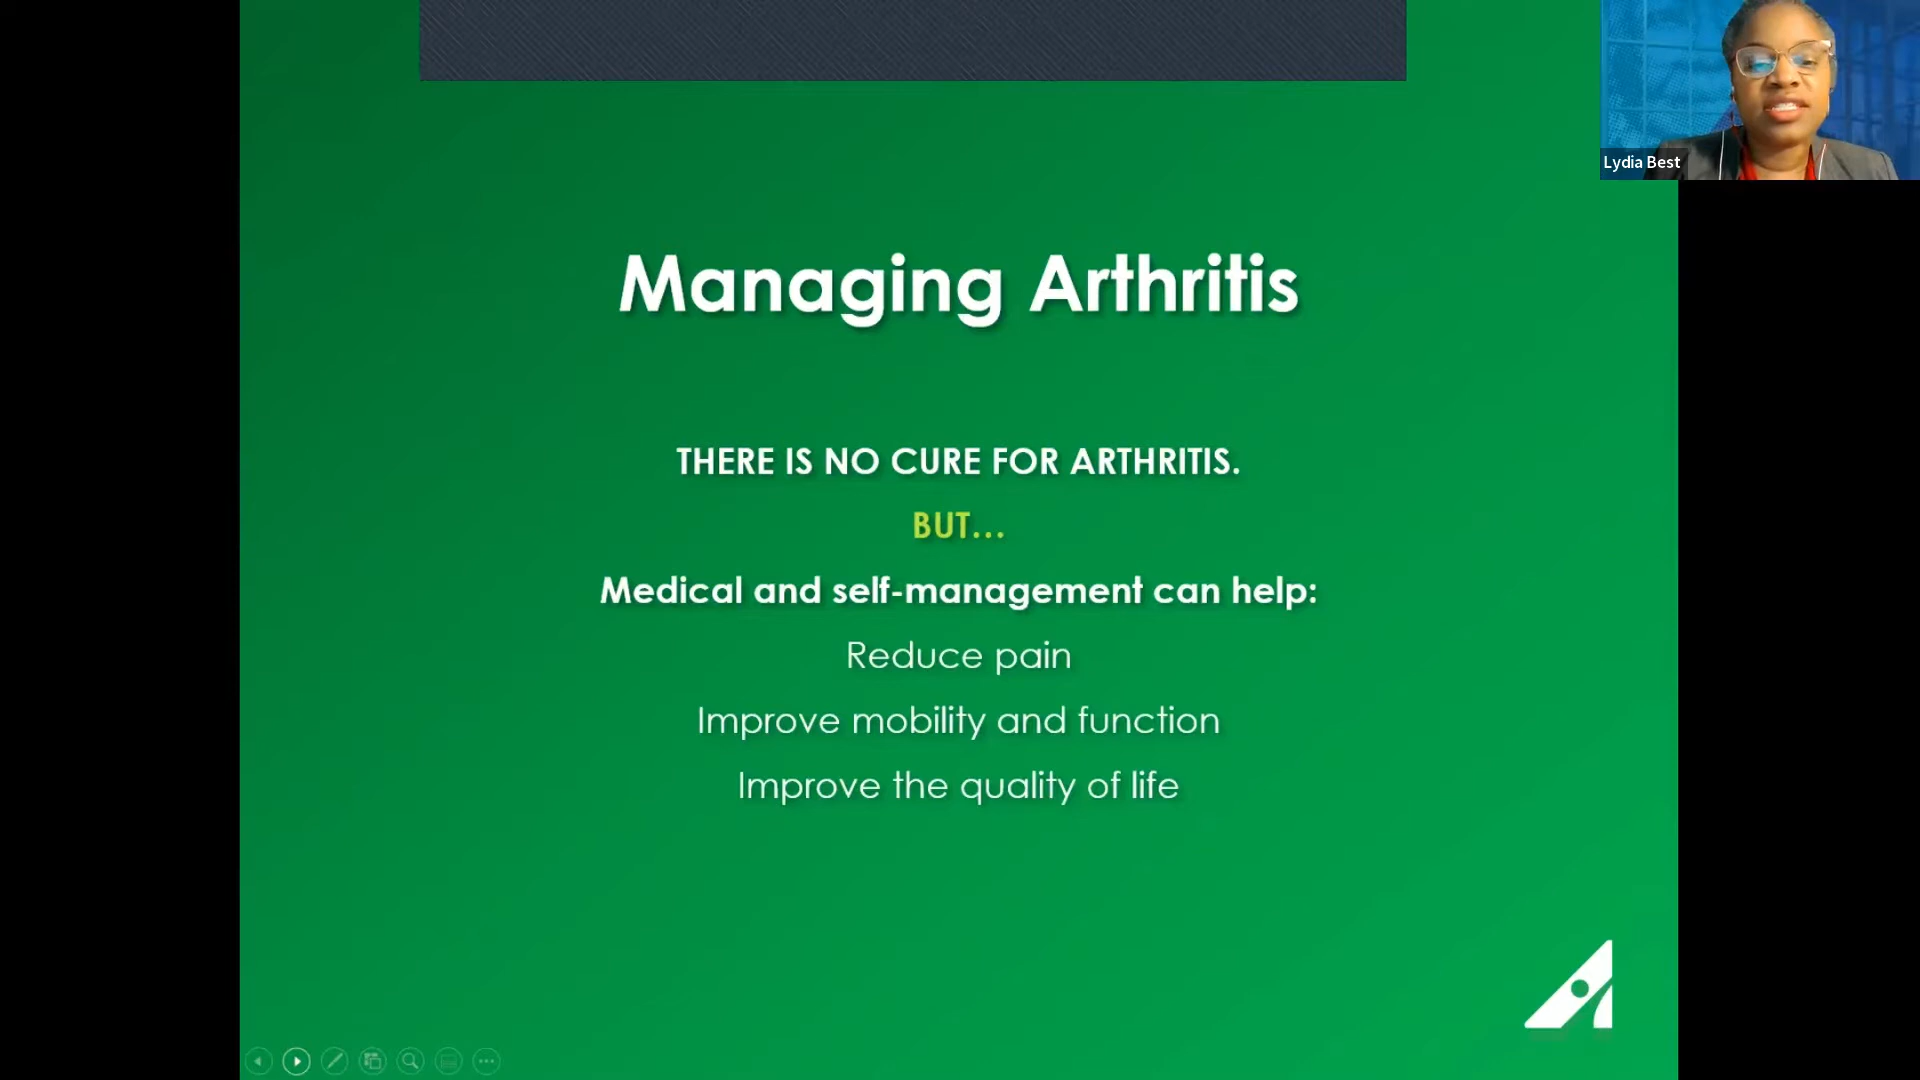 Lydia Best
Managing Arthritis
THERE IS NO CURE FOR ARTHRITIS.
BUT...
Medical and self-management can help:
Reduce pain
Improve mobility and function
Improve the quality of life